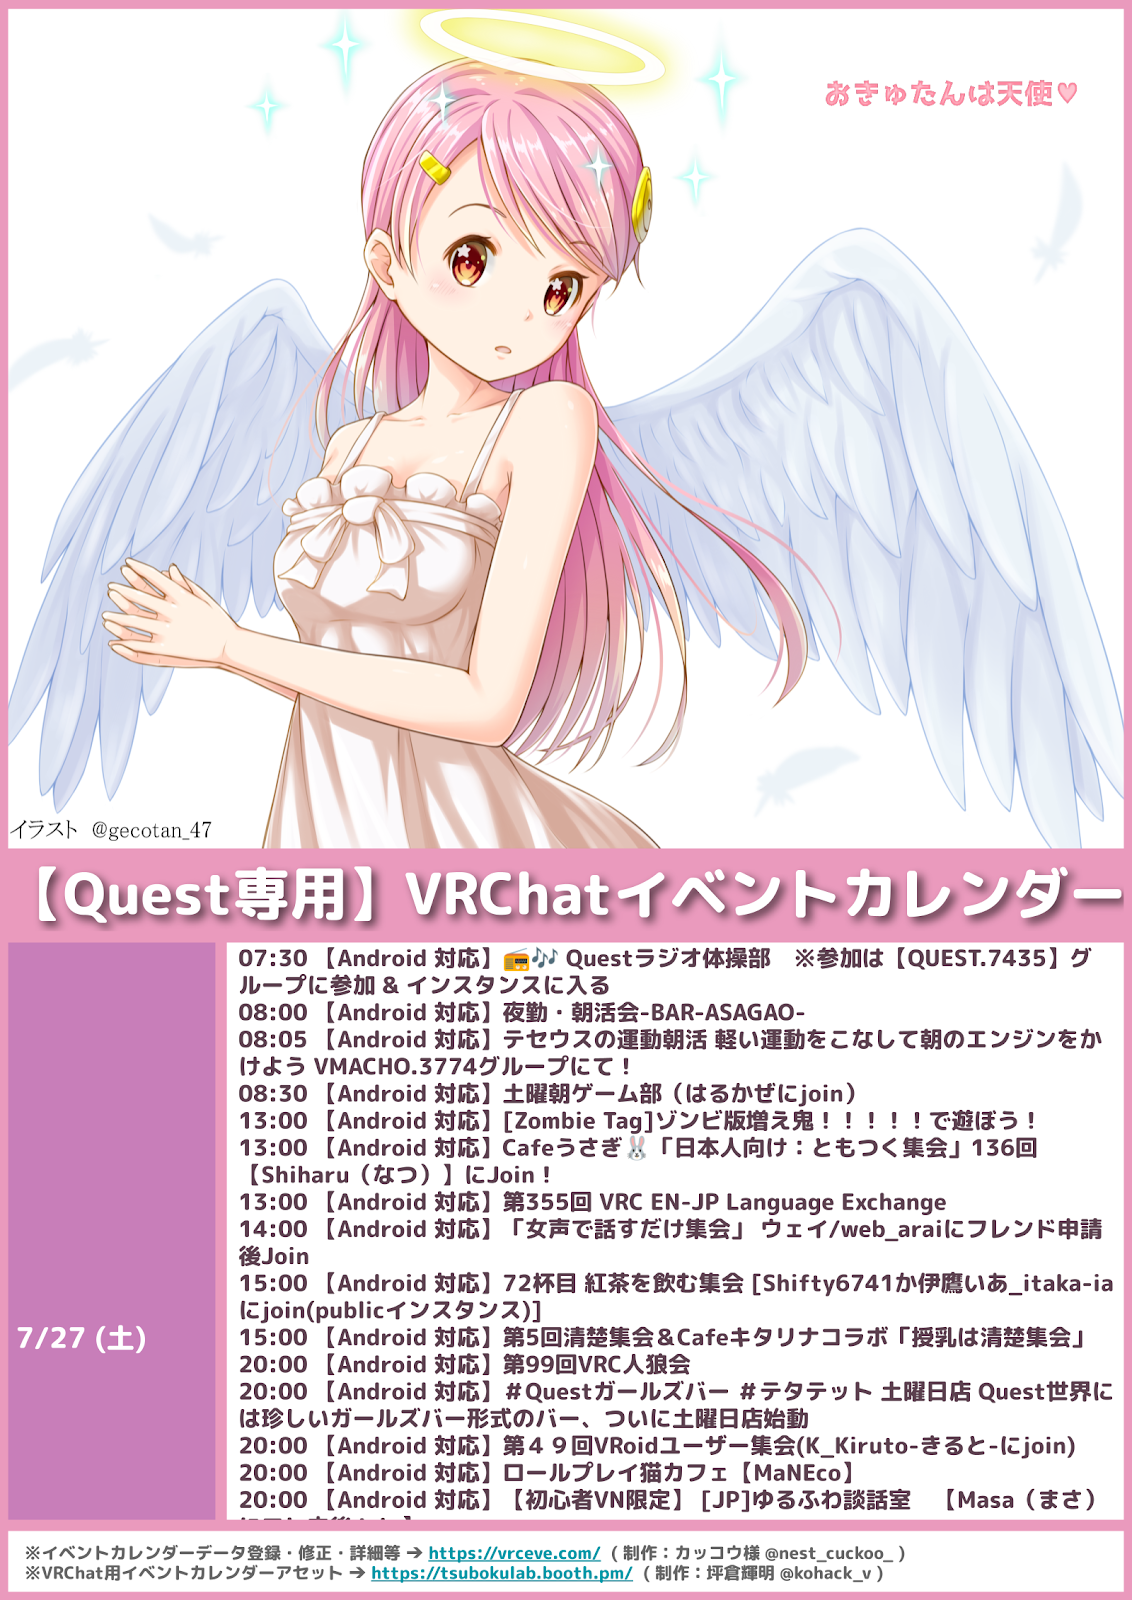 おきゅたんは天使♥
イラスト @gecotan_47
【Quest専用】VRChatイベントカレンダー
7/27 (土)
07:30 【Android 対応】📻🎶 Questラジオ体操部　※参加は【QUEST.7435】グ
ループに参加 & インスタンスに入る
08:00 【Android 対応】夜勤・朝活会-BAR-ASAGAO-
08:05 【Android 対応】テセウスの運動朝活 軽い運動をこなして朝のエンジンをか
けよう VMACHO.3774グループにて！
08:30 【Android 対応】土曜朝ゲーム部（はるかぜにjoin）
13:00 【Android 対応】[Zombie Tag]ゾンビ版増え鬼！！！！！で遊ぼう！
13:00 【Android 対応】Cafeうさぎ🐰「日本人向け：ともつく集会」136回
【Shiharu（なつ）】にJoin！
13:00 【Android 対応】第355回 VRC EN-JP Language Exchange
14:00 【Android 対応】「女声で話すだけ集会」 ウェイ/web_araiにフレンド申請
後Join
15:00 【Android 対応】72杯目 紅茶を飲む集会 [Shifty6741か伊鷹いあ_itaka-ia
にjoin(publicインスタンス)]
15:00 【Android 対応】第5回清楚集会＆Cafeキタリナコラボ「授乳は清楚集会」
20:00 【Android 対応】第99回VRC人狼会
20:00 【Android 対応】＃Questガールズバー ＃テタテット 土曜日店 Quest世界に
は珍しいガールズバー形式のバー、ついに土曜日店始動
20:00 【Android 対応】第４９回VRoidユーザー集会(K_Kiruto-きると-にjoin)
20:00 【Android 対応】ロールプレイ猫カフェ【MaNEco】
20:00 【Android 対応】【初心者VN限定】 [JP]ゆるふわ談話室　【Masa（まさ）
※イベントカレンダーデータ登録・修正・詳細等 → https://vrceve.com/ ( 制作：カッコウ様 @nest_cuckoo_ )
※VRChat用イベントカレンダーアセット → https://tsubokulab.booth.pm/ ( 制作：坪倉輝明 @kohack_v )